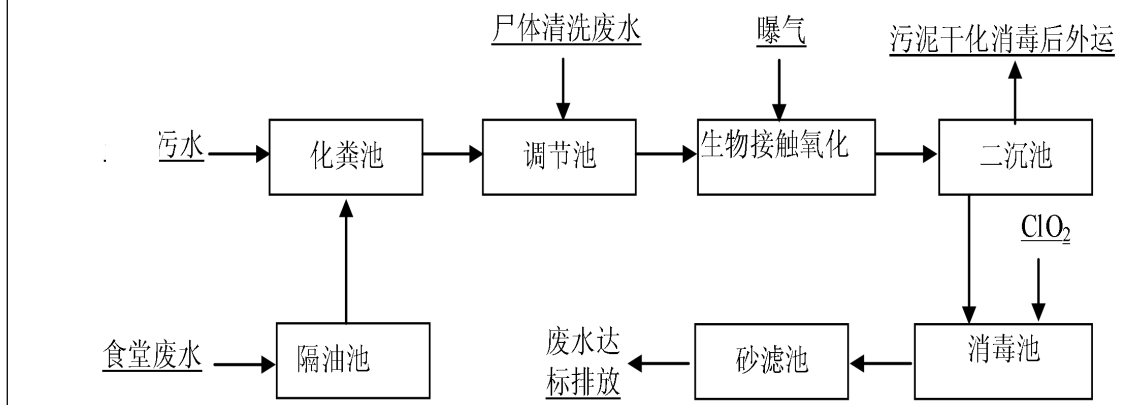 尸体清洗废水
曝气
污泥干化消毒后外运
污水
化粪池
调节池
生物接触氧化
二沉池
ClO₂
食堂废水
隔油池
废水达
标排放
砂滤池
消毒池